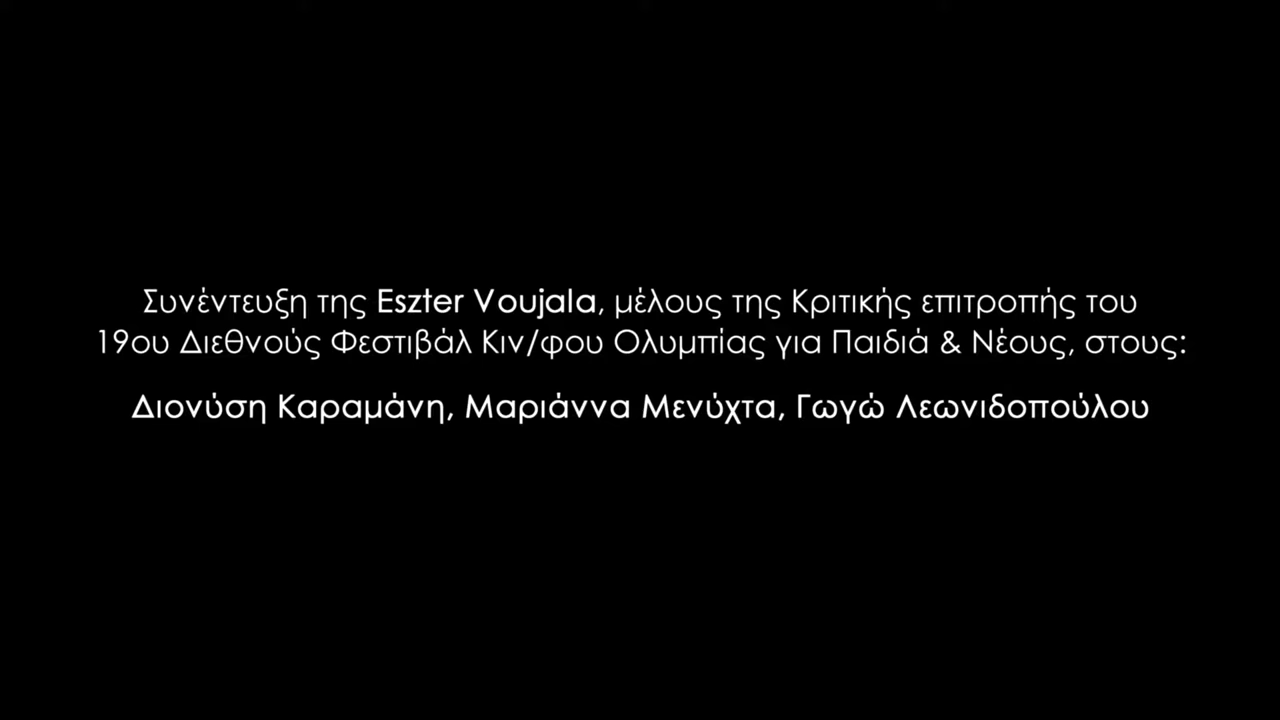 Συνέντευξη της Eszter Voujala, μέλους της Κριτικής επιτροπής του
19ου Διεθνούς Φεστιβάλ Κιν/φου Ολυμπίας για Παιδιά & Νέους, στους:
Διονύση Καραμάνη, Μαριάννα Μενύχτα, Γωγώ Λεωνιδοπούλου